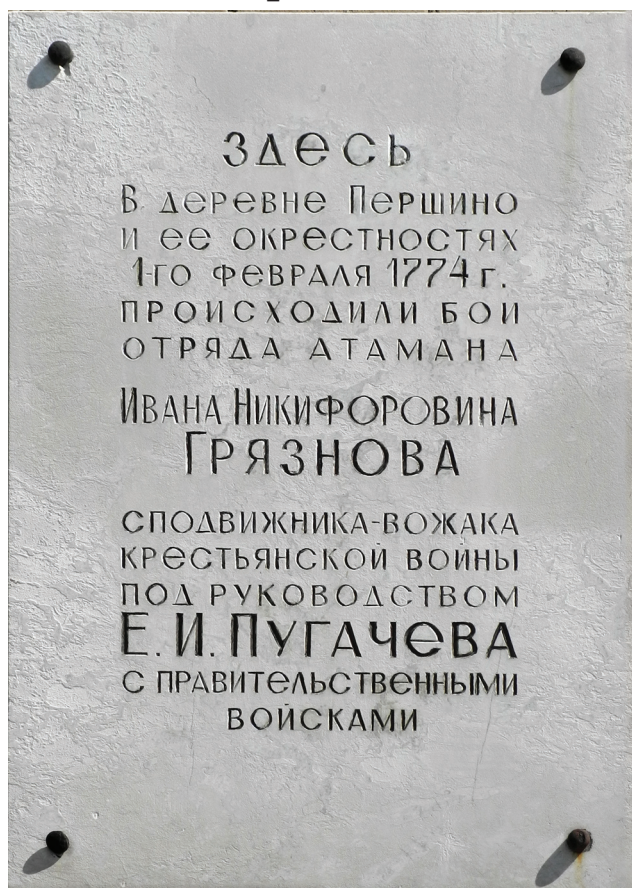 ЗДЕСЬ
В ДЕРЕВНЕ ПЕРШИНО
И ЕЕ ОКРЕСТНОСТЯХ
1-ГО ФЕВРАЛЯ 1774 г.
ПРОИСХОДИЛИ БОИ
ОТРЯДА АТАМАНА
ИВАНА НИКИФОРОВИЧА
ГРЯЗНОВА
СПОДВИЖНИКА-ВОЖАКА
КРЕСТЬЯНСКОЙ ВОЙНЫ
ПОД РУКОВОДСТВОМ
Е. И. ПУГАЧЕВА
С ПРАВИТЕЛЬСТВЕННЫМИ
ВОЙСКАМИ